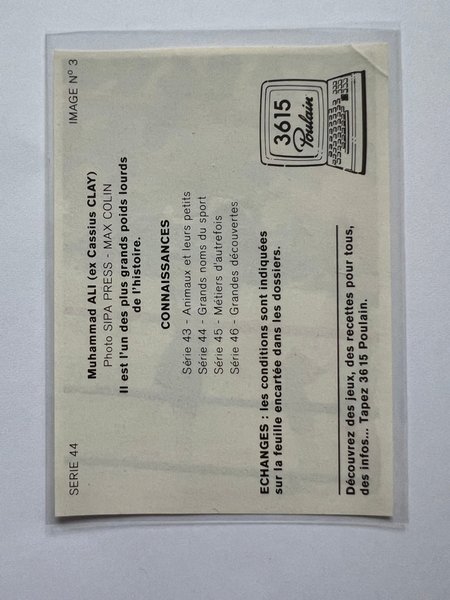 SERIE 44
IMAGE N° 3
Muhammad ALI (ex Cassius CLAY)
Photo SIPA PRESS - MAX COLIN
Il est l'un des plus grands poids lourds
de l'histoire.
CONNAISSANCES
Série 43 - Animaux et leurs petits
Série 44 - Grands noms du sport
Série 45 - Métiers d'autrefois
Série 46 - Grandes découvertes
ECHANGES : les conditions sont indiquées
sur la feuille encartée dans les dossiers.
3615
Poulain
Découvrez des jeux, des recettes pour tous,
des infos... Tapez 36 15 Poulain.